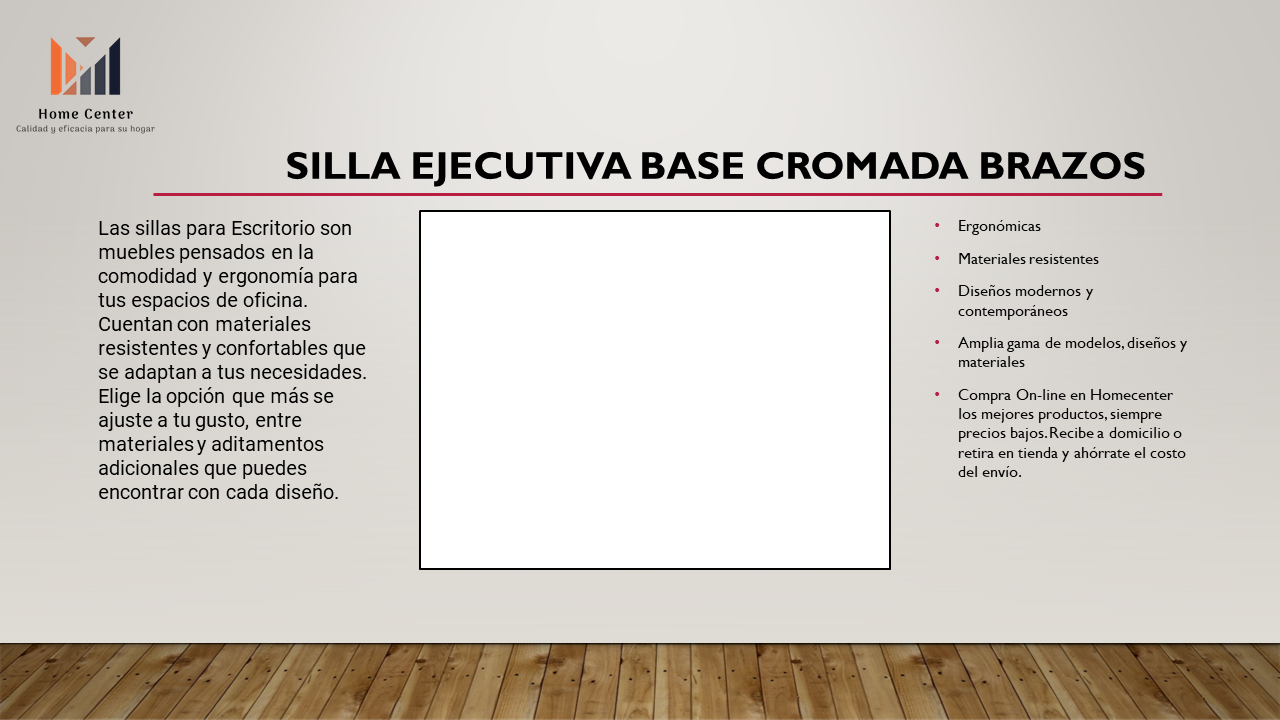 Home Center
Calidad y eficacia para su hogar
SILLA EJECUTIVA BASE CROMADA BRAZOS
Las sillas para Escritorio son
muebles pensados en la
comodidad y ergonomía para
tus espacios de oficina.
Cuentan con materiales
resistentes y confortables que
se adaptan a tus necesidades.
Elige la opción que más se
ajuste a tu gusto, entre
materiales y aditamentos
adicionales que puedes
encontrar con cada diseño.
• Ergonómicas
• Materiales resistentes
• Diseños modernos y
contemporáneos
• Amplia gama de modelos, diseños y
materiales
• Compra On-line en Homecenter
los mejores productos, siempre
precios bajos. Recibe a domicilio o
retira en tienda y ahórrate el costo
del envío.